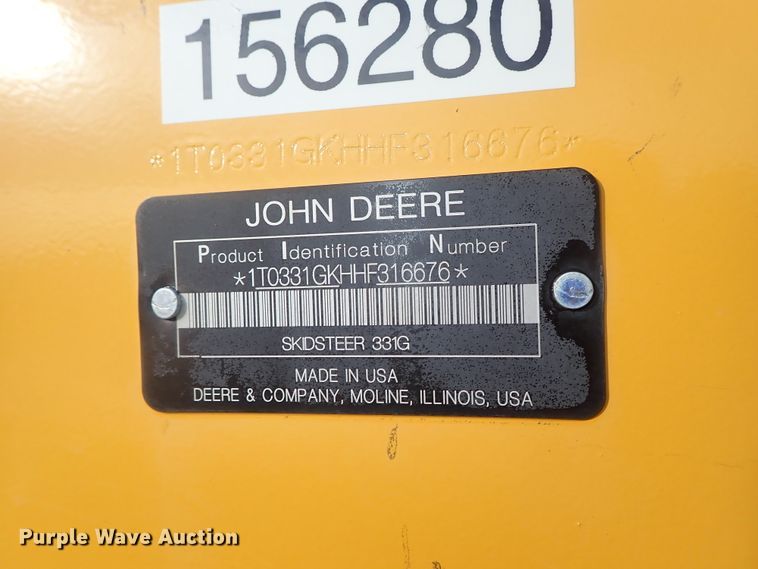 156280
*1T0331GKHHF316676*
JOHN DEERE
Product Identification Number
*1T0331GKHHF316676*
SKIDSTEER 331G
MADE IN USA
DEERE & COMPANY, MOLINE, ILLINOIS, USA
Purple Wave Auction